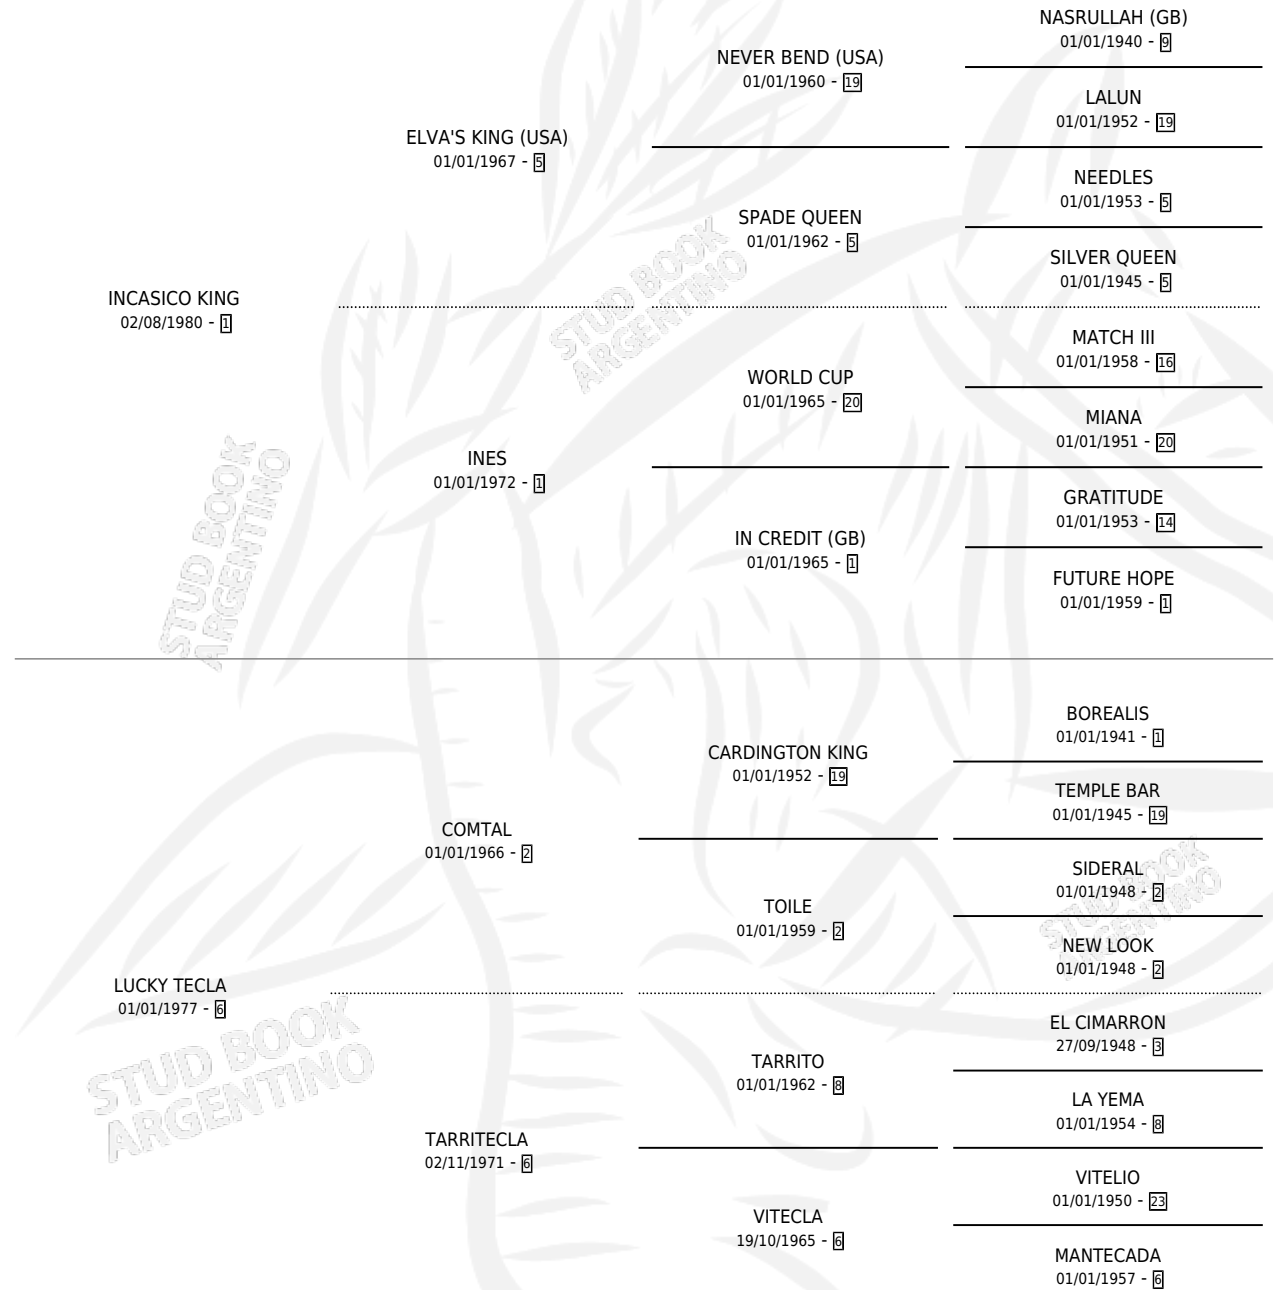 NASRULLAH (GB)
01/01/1940 - 9
NEVER BEND (USA)
01/01/1960 - 19
LALUN
01/01/1952 - 19
ELVA'S KING (USA)
01/01/1967 - 5
NEEDLES
01/01/1953 - 5
SPADE QUEEN
01/01/1962 - 5
SILVER QUEEN
01/01/1945 - 5
INCASICO KING
02/08/1980 - 1
MATCH III
01/01/1958 - 16
WORLD CUP
01/01/1965 - 20
MIANA
01/01/1951 - 20
INES
01/01/1972 - 1
GRATITUDE
01/01/1953 - 14
IN CREDIT (GB)
01/01/1965 - 1
FUTURE HOPE
01/01/1959 - 1
BOREALIS
01/01/1941 - 1
CARDINGTON KING
01/01/1952 - 19
TEMPLE BAR
01/01/1945 - 19
COMTAL
01/01/1966 - 2
SIDERAL
01/01/1948 - 2
TOILE
01/01/1959 - 2
NEW LOOK
01/01/1948 - 2
LUCKY TECLA
01/01/1977 - 6
EL CIMARRON
27/09/1948 - 3
TARRITO
01/01/1962 - 8
LA YEMA
01/01/1954 - 8
TARRITECLA
02/11/1971 - 6
VITELIO
01/01/1950 - 23
VITECLA
19/10/1965 - 6
MANTECADA
01/01/1957 - 6
STUD BOOK
ARGENTINO
STUD BOOK
ARGENTINO
STUD BOOK
ARGENTINO
STUD BOOK
ARGENTINO